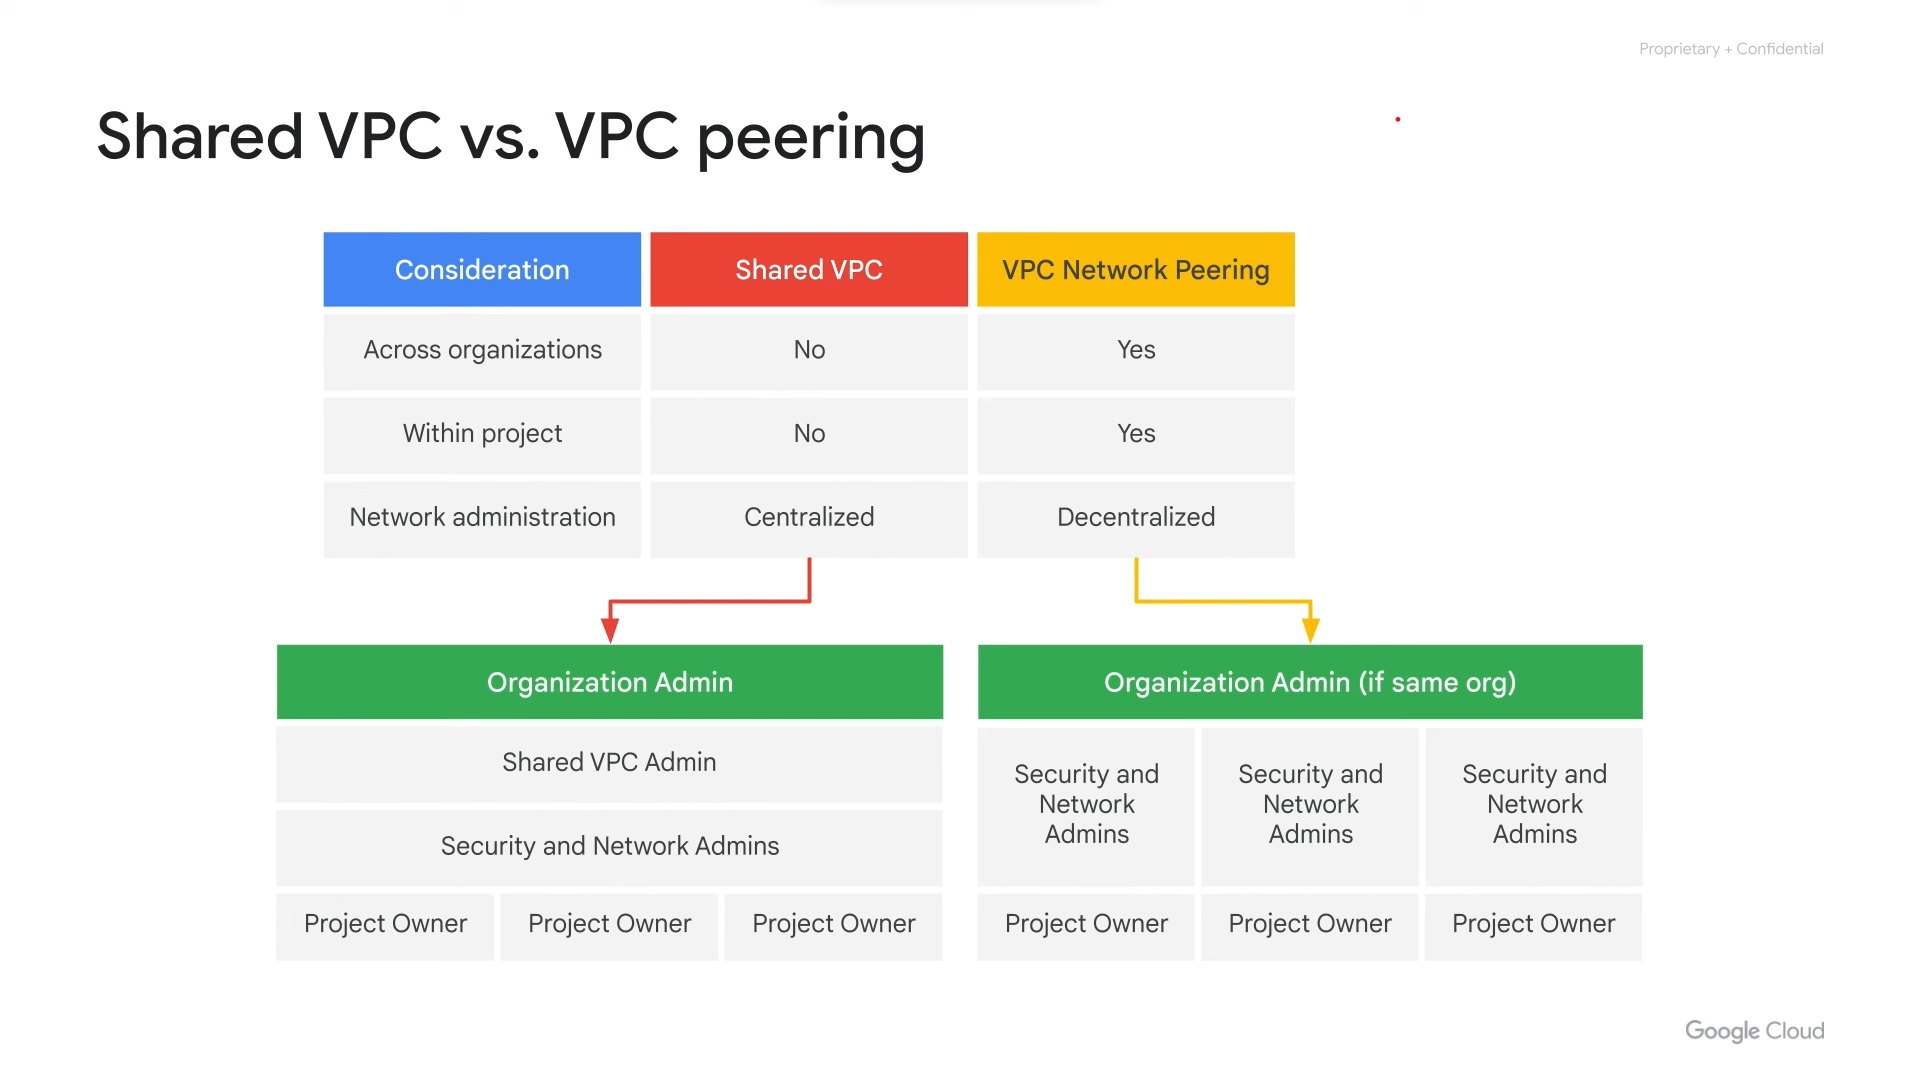 Proprietary + Confidential
Shared VPC vs. VPC peering
Consideration
Shared VPC
VPC Network Peering
Across organizations
No
Yes
Within project
No
Yes
Network administration
Centralized
Decentralized
Organization Admin
Shared VPC Admin
Security and Network Admins
Project Owner
Project Owner
Project Owner
Organization Admin (if same org)
Security and
Network
Admins
Security and
Network
Admins
Security and
Network
Admins
Project Owner
Project Owner
Project Owner
Google Cloud